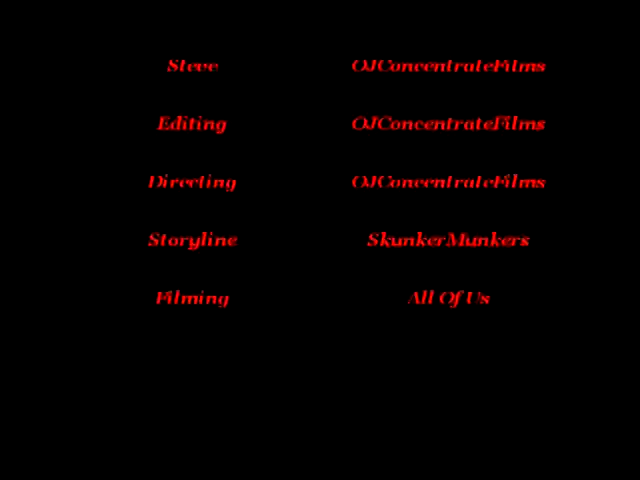 Steve OJConcentrateFilms
Editing OJConcentrateFilms
Directing OJConcentrateFilms
Storyline SkunkerMunkers
Filming All Of Us